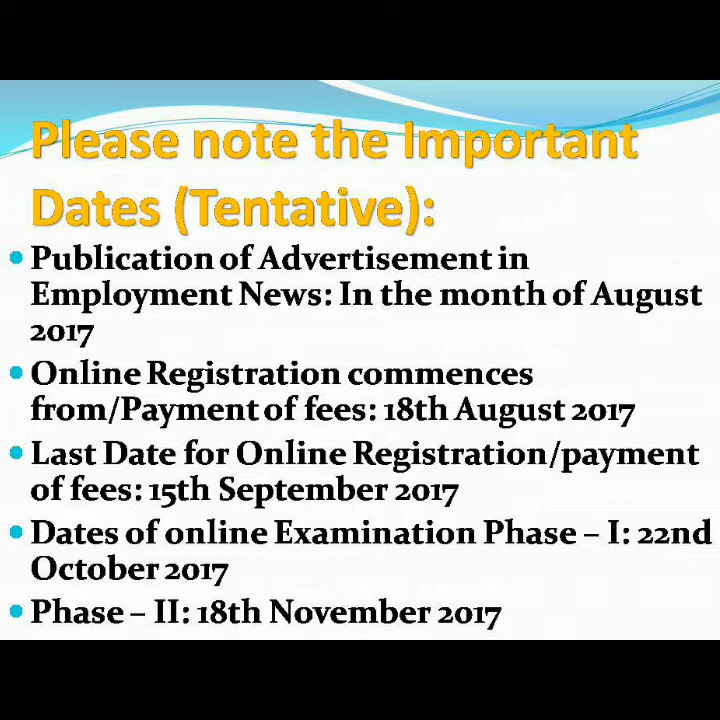 Please note the Important
Dates (Tentative):
• Publication of Advertisement in
Employment News: In the month of August
2017
• Online Registration commences
from/Payment of fees: 18th August 2017
• Last Date for Online Registration/payment
of fees: 15th September 2017
• Dates of online Examination Phase – I: 22nd
October 2017
• Phase – II: 18th November 2017